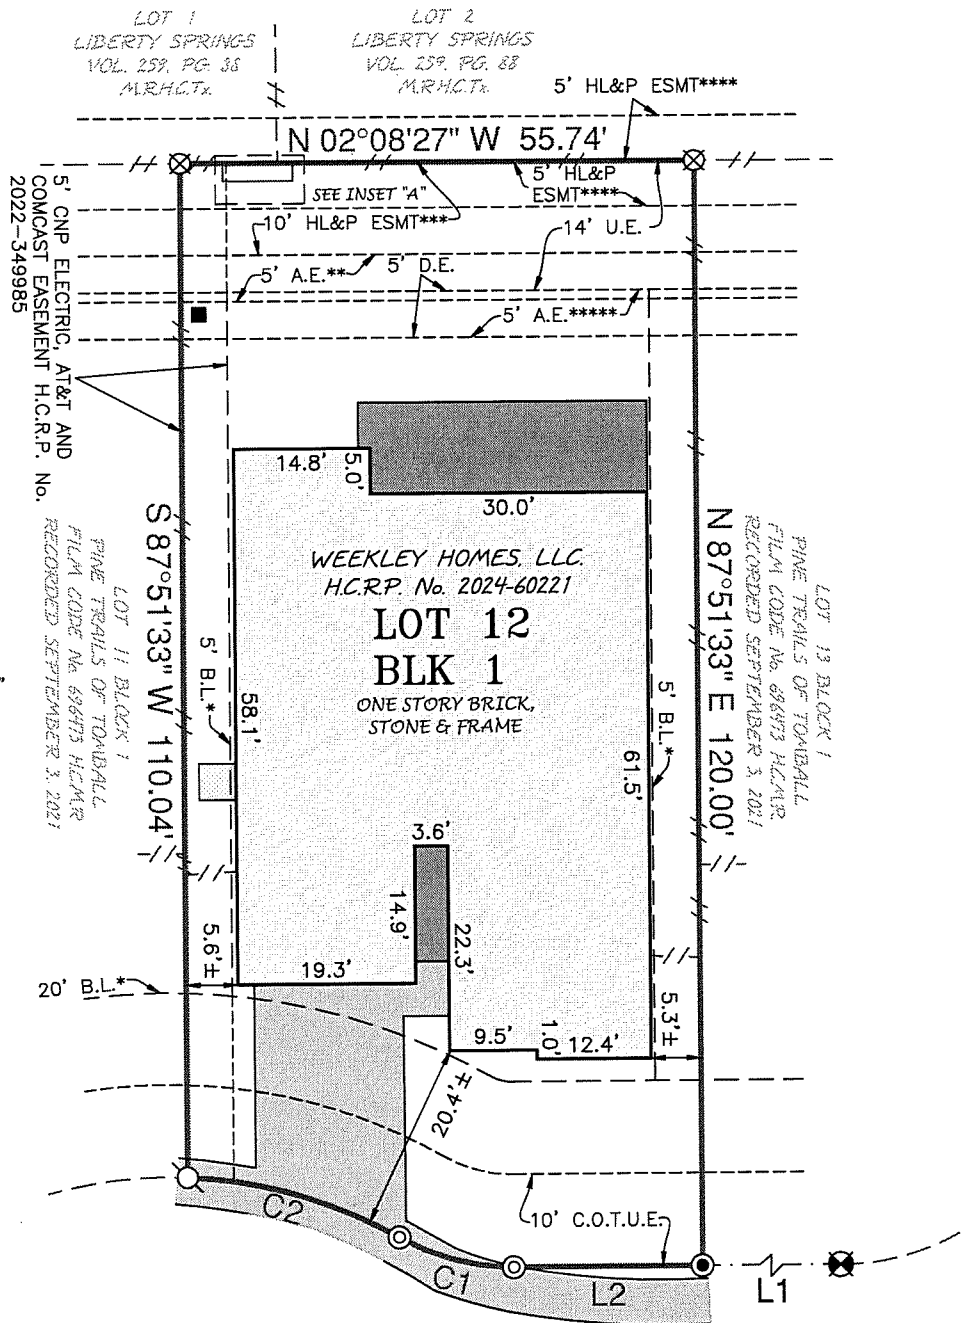 LOT 1
LIBERTY SPRINGS
VOL. 259, PG. 38
M.R.H.C.Tx.
LOT 2
LIBERTY SPRINGS
VOL. 259, PG. 88
M.R.H.C.Tx.
5' HL&P ESMT****
N 02°08'27" W 55.74'
SEE INSET "A"
5' HL&P
ESMT****
10' HL&P ESMT***
14' U.E.
5' A.E.**
5' D.E.
5' A.E.*****
5' CNP ELECTRIC, AT&T AND
COMCAST EASEMENT H.C.R.P. No.
2022-349985
14.8'
5.0'
30.0'
WEEKLEY HOMES, LLC.
H.C.R.P. No. 2024-60221
LOT 12
BLK 1
ONE STORY BRICK,
STONE & FRAME
S 87°51'33" W 110.04'
LOT 11 BLOCK 1
PINE TRAILS OF TOMBALL
FILM CODE No. 696473 H.C.M.R.
RECORDED SEPTEMBER 3, 2021
N 87°51'33" E 120.00'
LOT 13 BLOCK 1
PINE TRAILS OF TOMBALL
FILM CODE No. 696473 H.C.M.R.
RECORDED SEPTEMBER 3, 2021
5' B.L.*
58.1'
5' B.L.*
61.5'
3.6'
14.9'
22.3'
5.6'±
19.3'
20' B.L.*
9.5'
1.0'
12.4'
5.3'±
20.4'±
10' C.O.T.U.E.
C2
C1
L2
L1